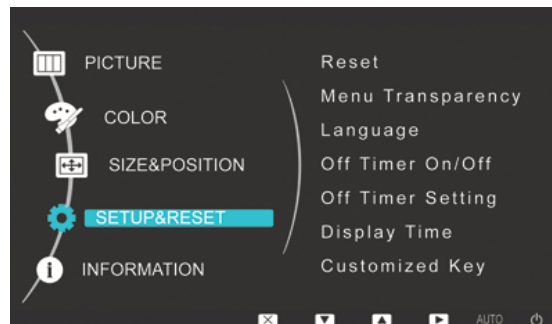 PICTURE
COLOR
SIZE&POSITION
SETUP&RESET
INFORMATION
Reset
Menu Transparency
Language
Off Timer On/Off
Off Timer Setting
Display Time
Customized Key
AUTO